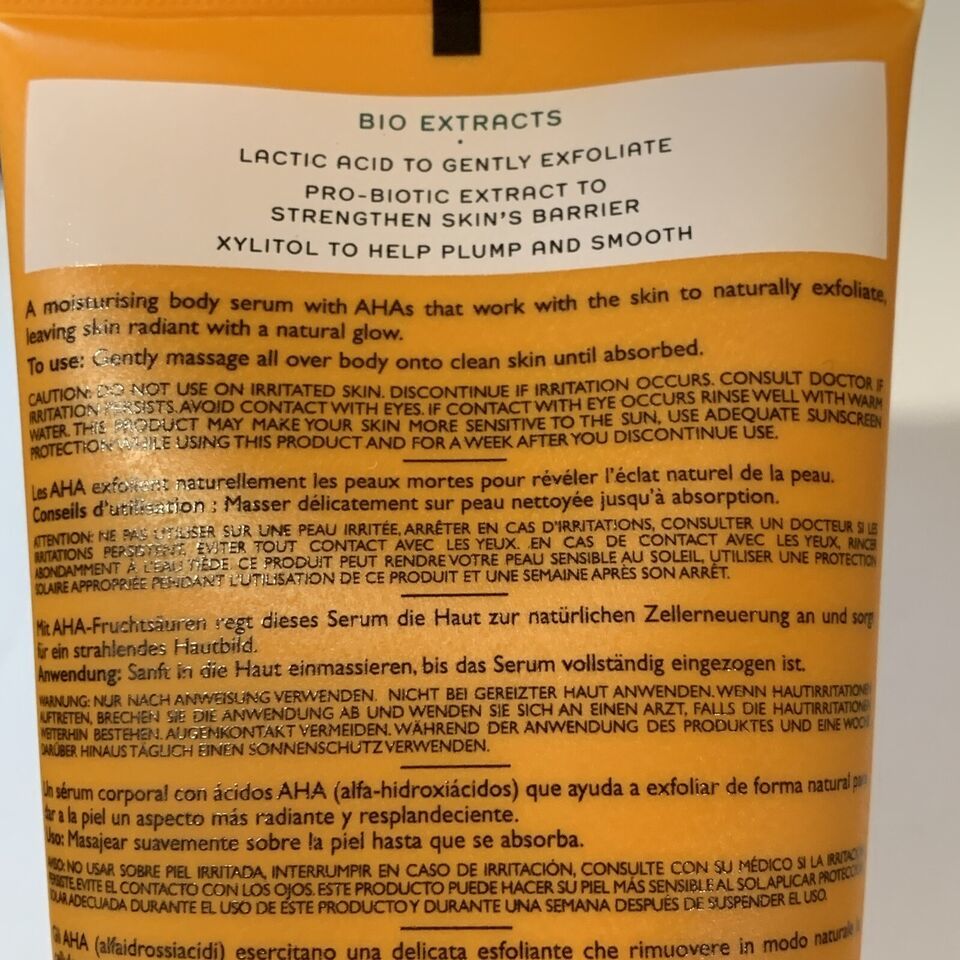 BIO EXTRACTS
LACTIC ACID TO GENTLY EXFOLIATE
PRO-BIOTIC EXTRACT TO
STRENGTHEN SKIN'S BARRIER
XYLITOL TO HELP PLUMP AND SMOOTH
A moisturising body serum with AHAs that work with the skin to naturally exfoliate,
leaving skin radiant with a natural glow.
To use: Gently massage all over body onto clean skin until absorbed.
CAUTION: DO NOT USE ON IRRITATED SKIN. DISCONTINUE IF IRRITATION OCCURS. CONSULT DOCTOR IF
IRRITATION PERSISTS. AVOID CONTACT WITH EYES. IF CONTACT WITH EYE OCCURS RINSE WELL WITH WARM
WATER. THIS PRODUCT MAY MAKE YOUR SKIN MORE SENSITIVE TO THE SUN, USE ADEQUATE SUNSCREEN
PROTECTION WHILE USING THIS PRODUCT AND FOR A WEEK AFTER YOU DISCONTINUE USE.
Les AHA exfolient naturellement les peaux mortes pour révéler l'éclat naturel de la peau.
Conseils d'utilisation : Masser délicatement sur peau nettoyée jusqu'à absorption.
ATTENTION: NE PAS UTILISER SUR UNE PEAU IRRITÉE, ARRÊTER EN CAS D'IRRITATIONS, CONSULTER UN DOCTEUR SI LES
IRRITATIONS PERSISTENT. ÉVITER TOUT CONTACT AVEC LES YEUX. EN CAS DE CONTACT AVEC LES YEUX, RINCER
ABONDAMMENT À L'EAU TIÈDE. CE PRODUIT PEUT RENDRE VOTRE PEAU SENSIBLE AU SOLEIL, UTILISER UNE PROTECTION
SOLAIRE APPROPRIÉE PENDANT L'UTILISATION DE CE PRODUIT ET UNE SEMAINE APRÈS SON ARRÊT.
Mit AHA-Fruchtsäuren regt dieses Serum die Haut zur natürlichen Zellerneuerung an und sorgt
für ein strahlendes Hautbild.
Anwendung: Sanft in die Haut einmassieren, bis das Serum vollständig eingezogen ist.
WARNUNG: NUR NACH ANWEISUNG VERWENDEN. NICHT BEI GEREIZTER HAUT ANWENDEN. WENN HAUTIRRITATIONEN
AUFTRETEN, BRECHEN SIE DIE ANWENDUNG AB UND WENDEN SIE SICH AN EINEN ARZT, FALLS DIE HAUTIRRITATIONEN
WEITERHIN BESTEHEN. AUGENKONTAKT VERMEIDEN. WÄHREND DER ANWENDUNG DES PRODUKTES UND EINE WOCHE
DARÜBER HINAUS TÄGLICH EINEN SONNENSCHUTZ VERWENDEN.
Un sérum corporal con ácidos AHA (alfa-hidroxiácidos) que ayuda a exfoliar de forma natural para
dar a la piel un aspecto más radiante y resplandeciente.
Uso: Masajear suavemente sobre la piel hasta que se absorba.
AVISO: NO USAR SOBRE PIEL IRRITADA, INTERRUMPIR EN CASO DE IRRITACIÓN, CONSULTE CON SU MÉDICO SI LA IRRITACIÓN
PERSISTE, EVITE EL CONTACTO CON LOS OJOS. ESTE PRODUCTO PUEDE HACER SU PIEL MÁS SENSIBLE AL SOL, APLICAR PROTECCIÓN
SOLAR ADECUADA DURANTE EL USO DE ESTE PRODUCTO Y DURANTE UNA SEMANA DESPUÉS DE SUSPENDER EL USO.
Gli AHA (alfaidrossiacidi) esercitano una delicata esfoliante che rimuovere in modo naturale